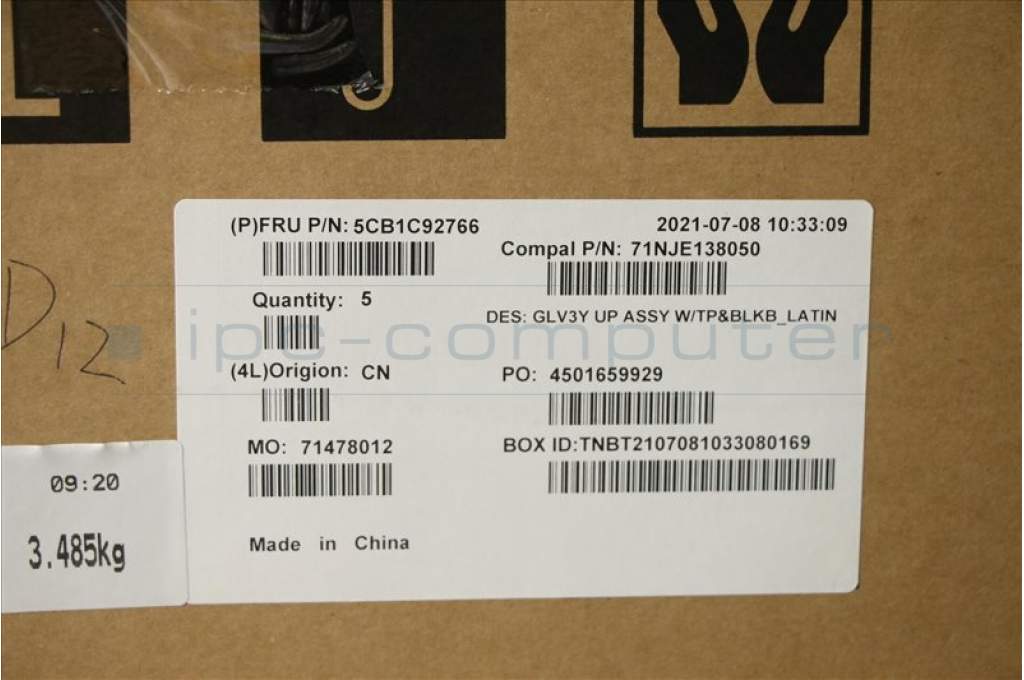 (P)FRU P/N: 5CB1C92766
2021-07-08 10:33:09
Compal P/N: 71NJE138050
Quantity: 5
DES: GLV3Y UP ASSY W/TP&BLKB_LATIN
ipc-computer
D12
(4L)Origion: CN
PO: 4501659929
MO: 71478012
BOX ID:TNBT2107081033080169
09:20
3.485kg
Made in China